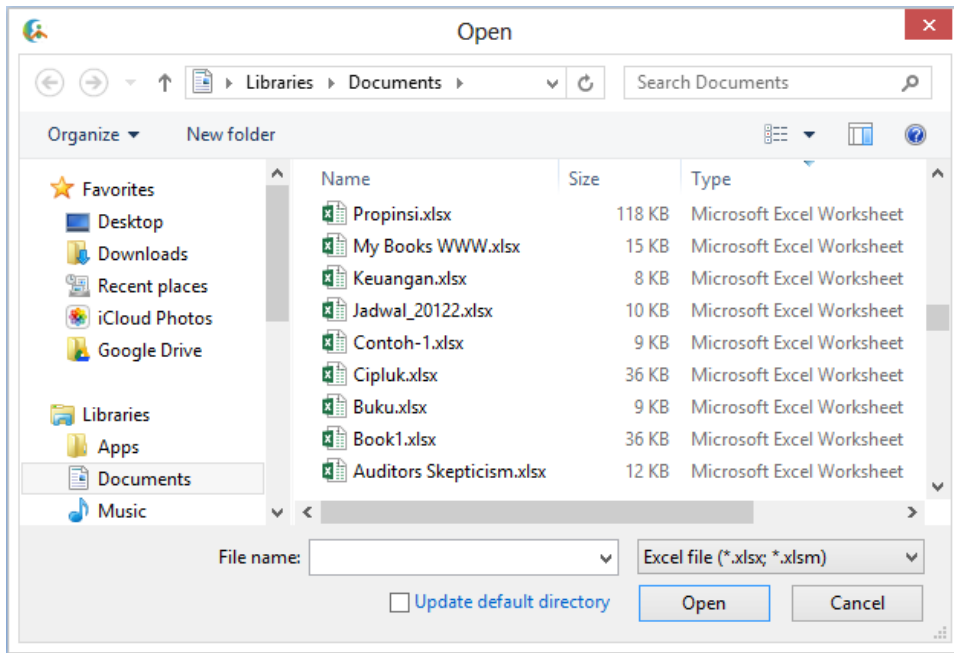 Open
Libraries Documents
Search Documents
Organize New folder
Name Size Type
Favorites
Desktop
Downloads
Recent places
iCloud Photos
Google Drive
Libraries
Apps
Documents
Music
Propinsi.xlsx 118 KB Microsoft Excel Worksheet
My Books WWW.xlsx 15 KB Microsoft Excel Worksheet
Keuangan.xlsx 8 KB Microsoft Excel Worksheet
Jadwal_20122.xlsx 10 KB Microsoft Excel Worksheet
Contoh-1.xlsx 9 KB Microsoft Excel Worksheet
Cipluk.xlsx 36 KB Microsoft Excel Worksheet
Buku.xlsx 9 KB Microsoft Excel Worksheet
Book1.xlsx 36 KB Microsoft Excel Worksheet
Auditors Skepticism.xlsx 12 KB Microsoft Excel Worksheet
File name: Excel file (*.xlsx; *.xlsm)
Update default directory Open Cancel